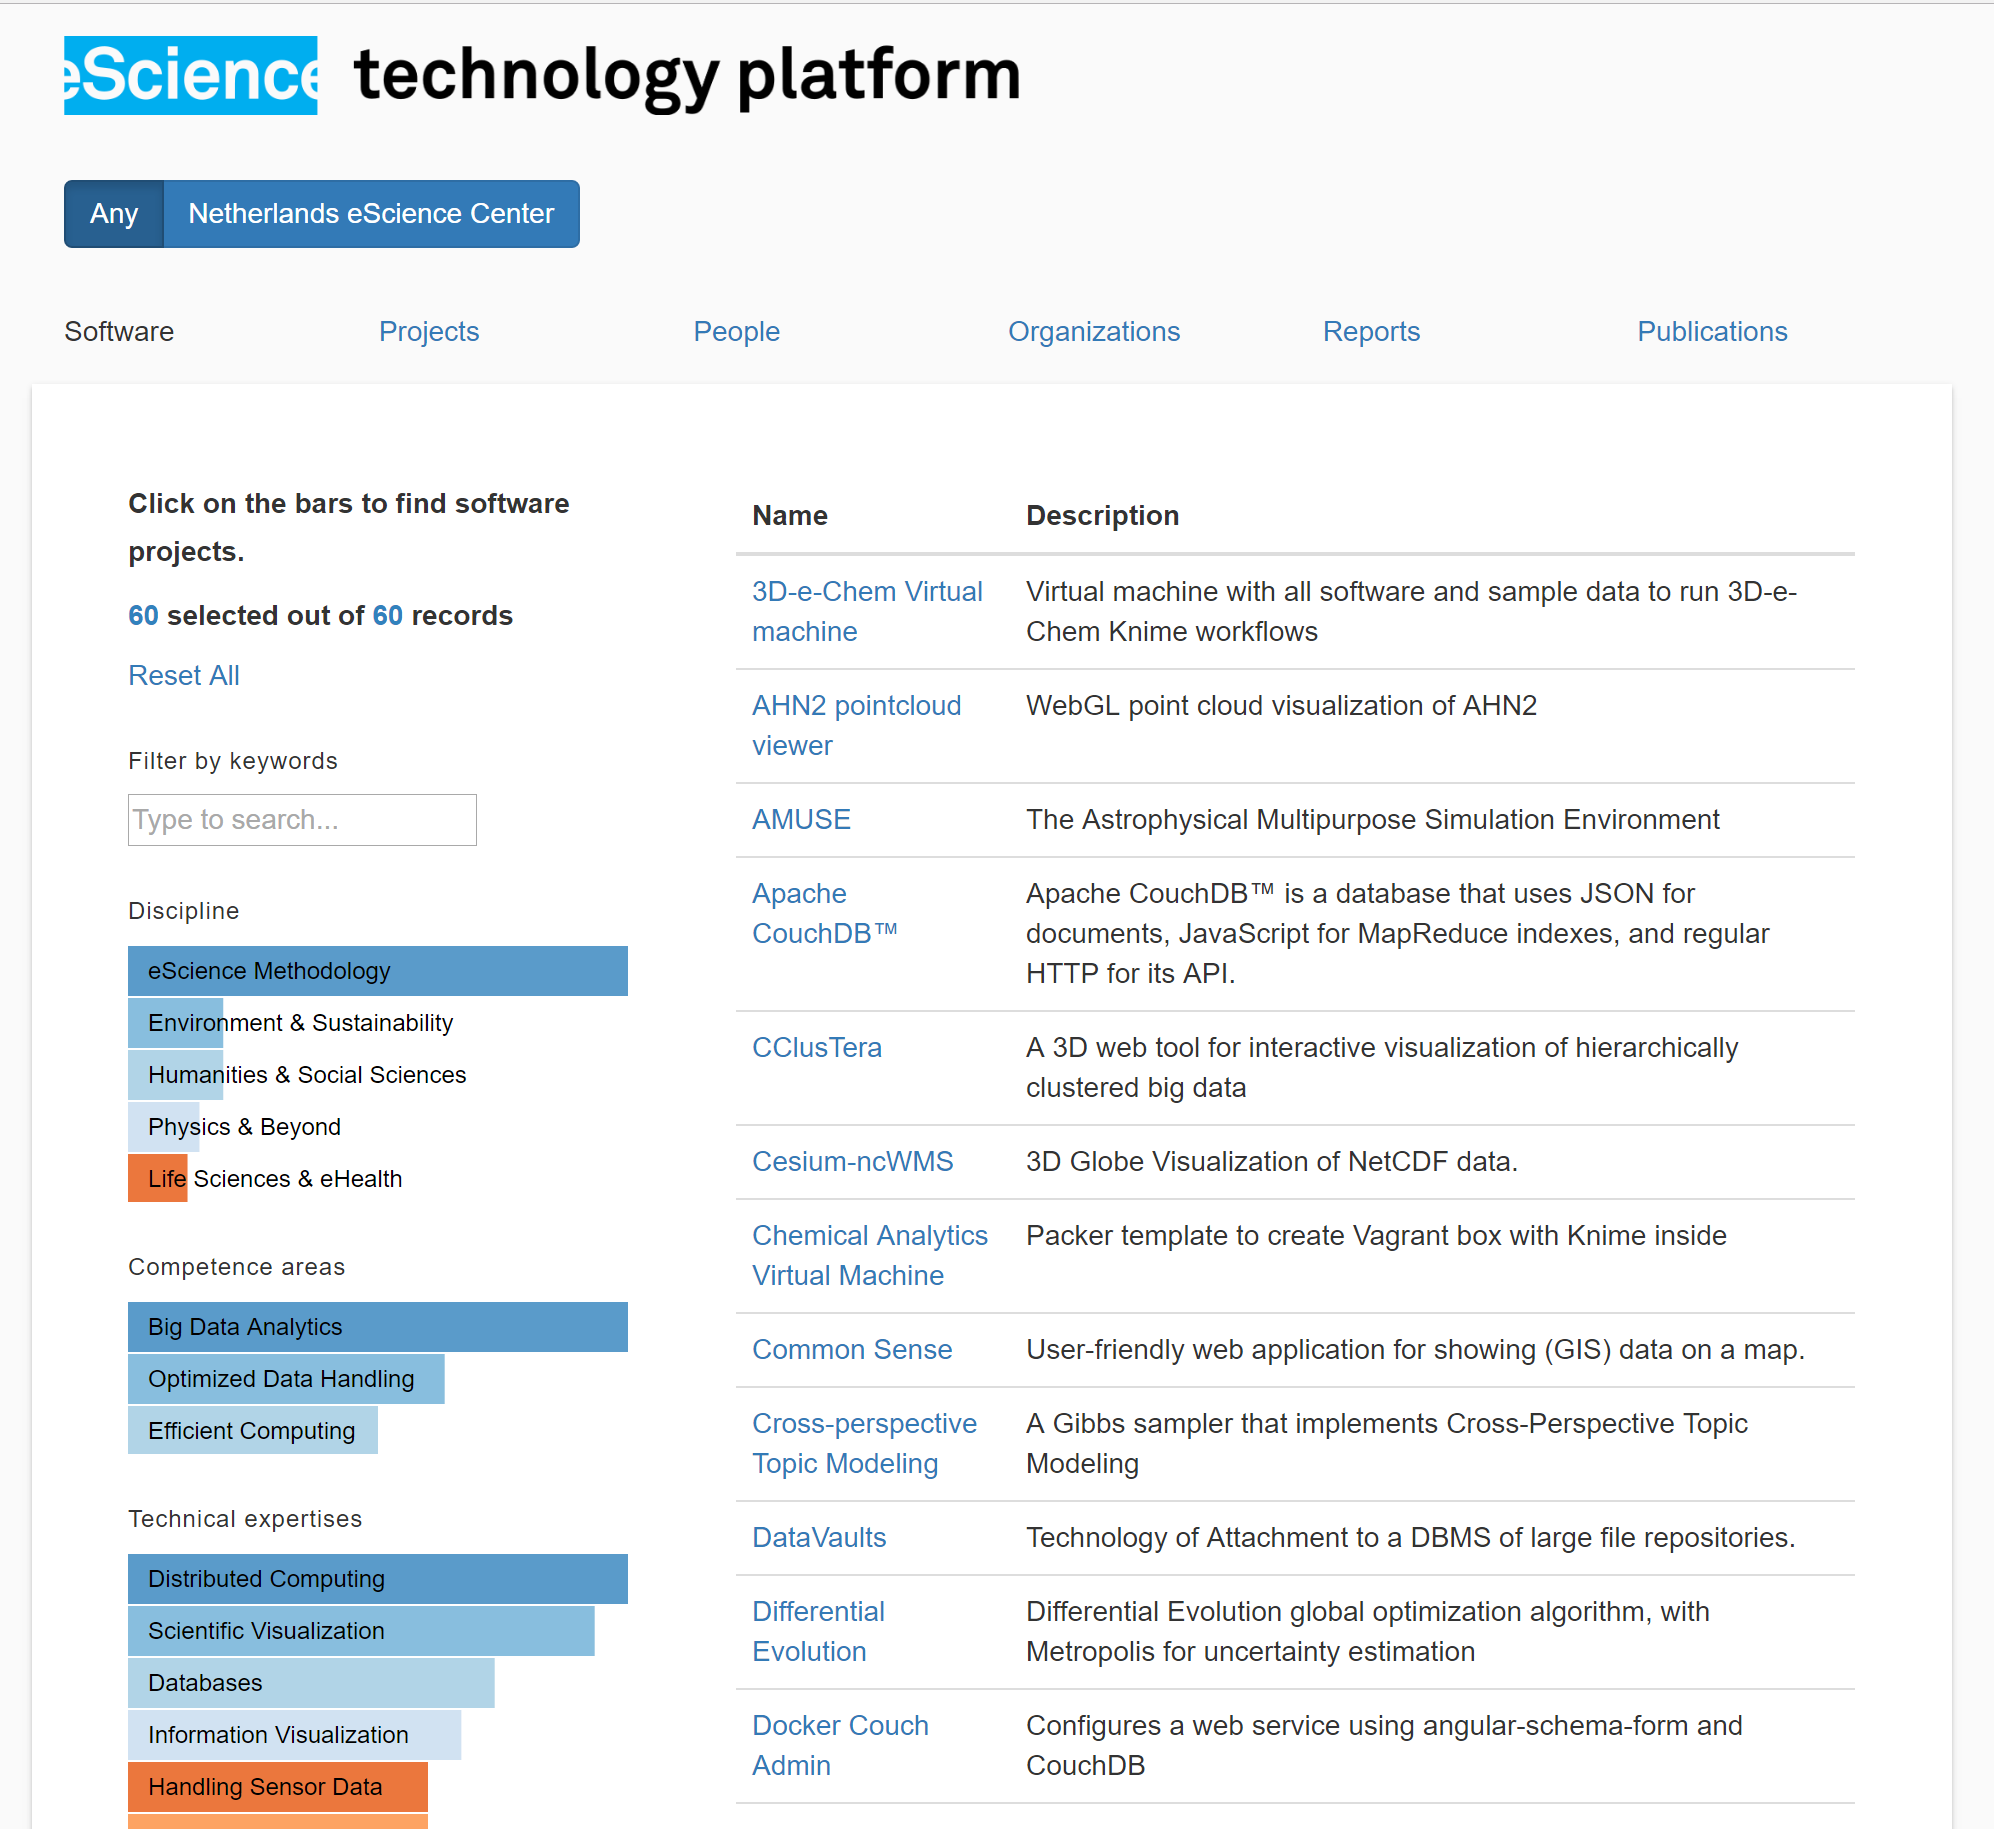 eScience technology platform
Any Netherlands eScience Center
Software Projects People Organizations Reports Publications
Click on the bars to find software
projects.
60 selected out of 60 records
Reset All
Filter by keywords
Type to search...
Discipline
eScience Methodology
Environment & Sustainability
Humanities & Social Sciences
Physics & Beyond
Life Sciences & eHealth
Competence areas
Big Data Analytics
Optimized Data Handling
Efficient Computing
Technical expertises
Distributed Computing
Scientific Visualization
Databases
Information Visualization
Handling Sensor Data
Name Description
3D-e-Chem Virtual
machine
Virtual machine with all software and sample data to run 3D-e-
Chem Knime workflows
AHN2 pointcloud
viewer
WebGL point cloud visualization of AHN2
AMUSE
The Astrophysical Multipurpose Simulation Environment
Apache
CouchDB™
Apache CouchDB™ is a database that uses JSON for
documents, JavaScript for MapReduce indexes, and regular
HTTP for its API.
CClusTera
A 3D web tool for interactive visualization of hierarchically
clustered big data
Cesium-ncWMS
3D Globe Visualization of NetCDF data.
Chemical Analytics
Virtual Machine
Packer template to create Vagrant box with Knime inside
Common Sense
User-friendly web application for showing (GIS) data on a map.
Cross-perspective
Topic Modeling
A Gibbs sampler that implements Cross-Perspective Topic
Modeling
DataVaults
Technology of Attachment to a DBMS of large file repositories.
Differential
Evolution
Differential Evolution global optimization algorithm, with
Metropolis for uncertainty estimation
Docker Couch
Admin
Configures a web service using angular-schema-form and
CouchDB